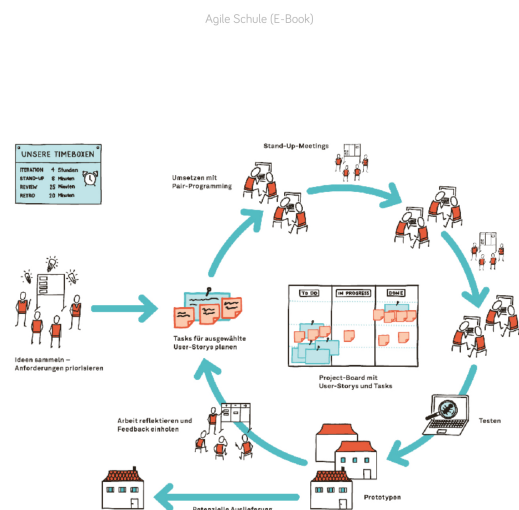 Agile Schule (E-Book)
Stand-Up-Meetings
UNSERE TIMEBOXEN
ITERATION 4 Stunden
STAND-UP 8 Minuten
REVIEW 25 Minuten
RETRO 20 Minuten
Umsetzen mit
Pair-Programming
TO DO
IN PROGRESS
DONE
Tasks für ausgewählte
User-Storys planen
Ideen sammeln –
Anforderungen priorisieren
Project-Board mit
User-Storys und Tasks
Arbeit reflektieren und
Feedback einholen
Testen
Prototypen
Potenzielle Auslieferung